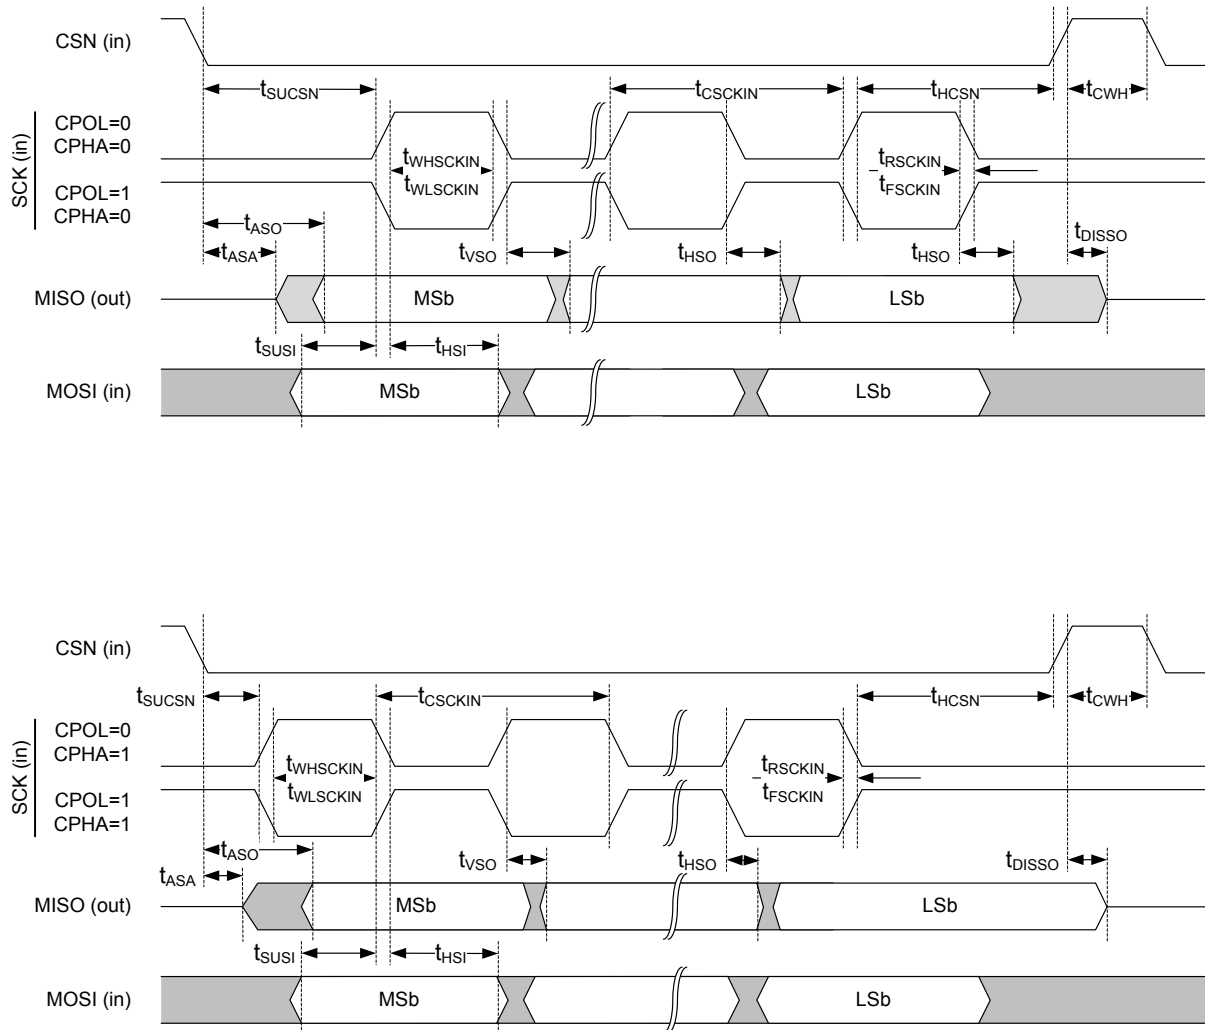 CSN (in)
tSUCSN
tCSCKIN
tHCSN
tCWH
SCK (in)
CPOL=0
CPHA=0
tWHSCKIN
tRSCKIN
tWLSCKIN
tFSCKIN
CPOL=1
CPHA=0
tASO
tASA
tVSO
tHSO
tHSO
tDISSO
MISO (out)
MSb
LSb
tSUSI
tHSI
MOSI (in)
MSb
LSb
CSN (in)
tSUCSN
tCSCKIN
tHCSN
tCWH
SCK (in)
CPOL=0
CPHA=1
tWHSCKIN
tRSCKIN
tWLSCKIN
tFSCKIN
CPOL=1
CPHA=1
tASO
tASA
tVSO
tHSO
tDISSO
MISO (out)
MSb
LSb
tSUSI
tHSI
MOSI (in)
MSb
LSb